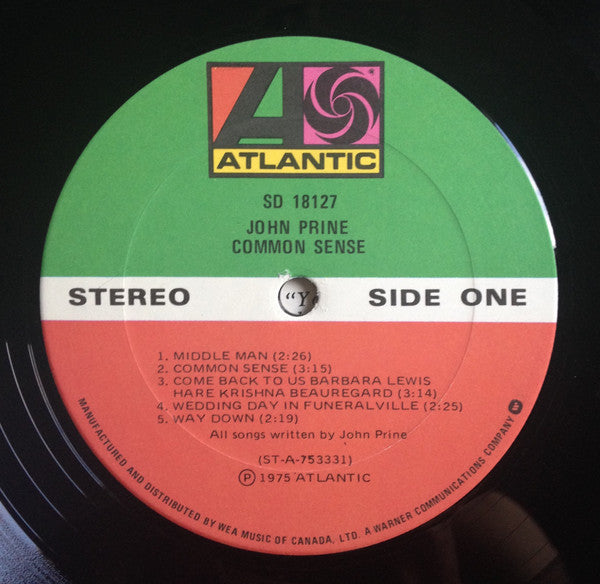 ATLANTIC
SD 18127
JOHN PRINE
COMMON SENSE
STEREO
"Y
SIDE ONE
1. MIDDLE MAN (2:26)
2. COMMON SENSE (3:15)
3. COME BACK TO US BARBARA LEWIS
HARE KRISHNA BEAUREGARD (3:14)
4. WEDDING DAY IN FUNERALVILLE (2:25)
5. WAY DOWN (2:19)
All songs written by John Prine
(ST-A-753331)
Ⓟ 1975 ATLANTIC
MANUFACTURED AND DISTRIBUTED BY WEA MUSIC OF CANADA, LTD. A WARNER COMMUNICATIONS COMPANY